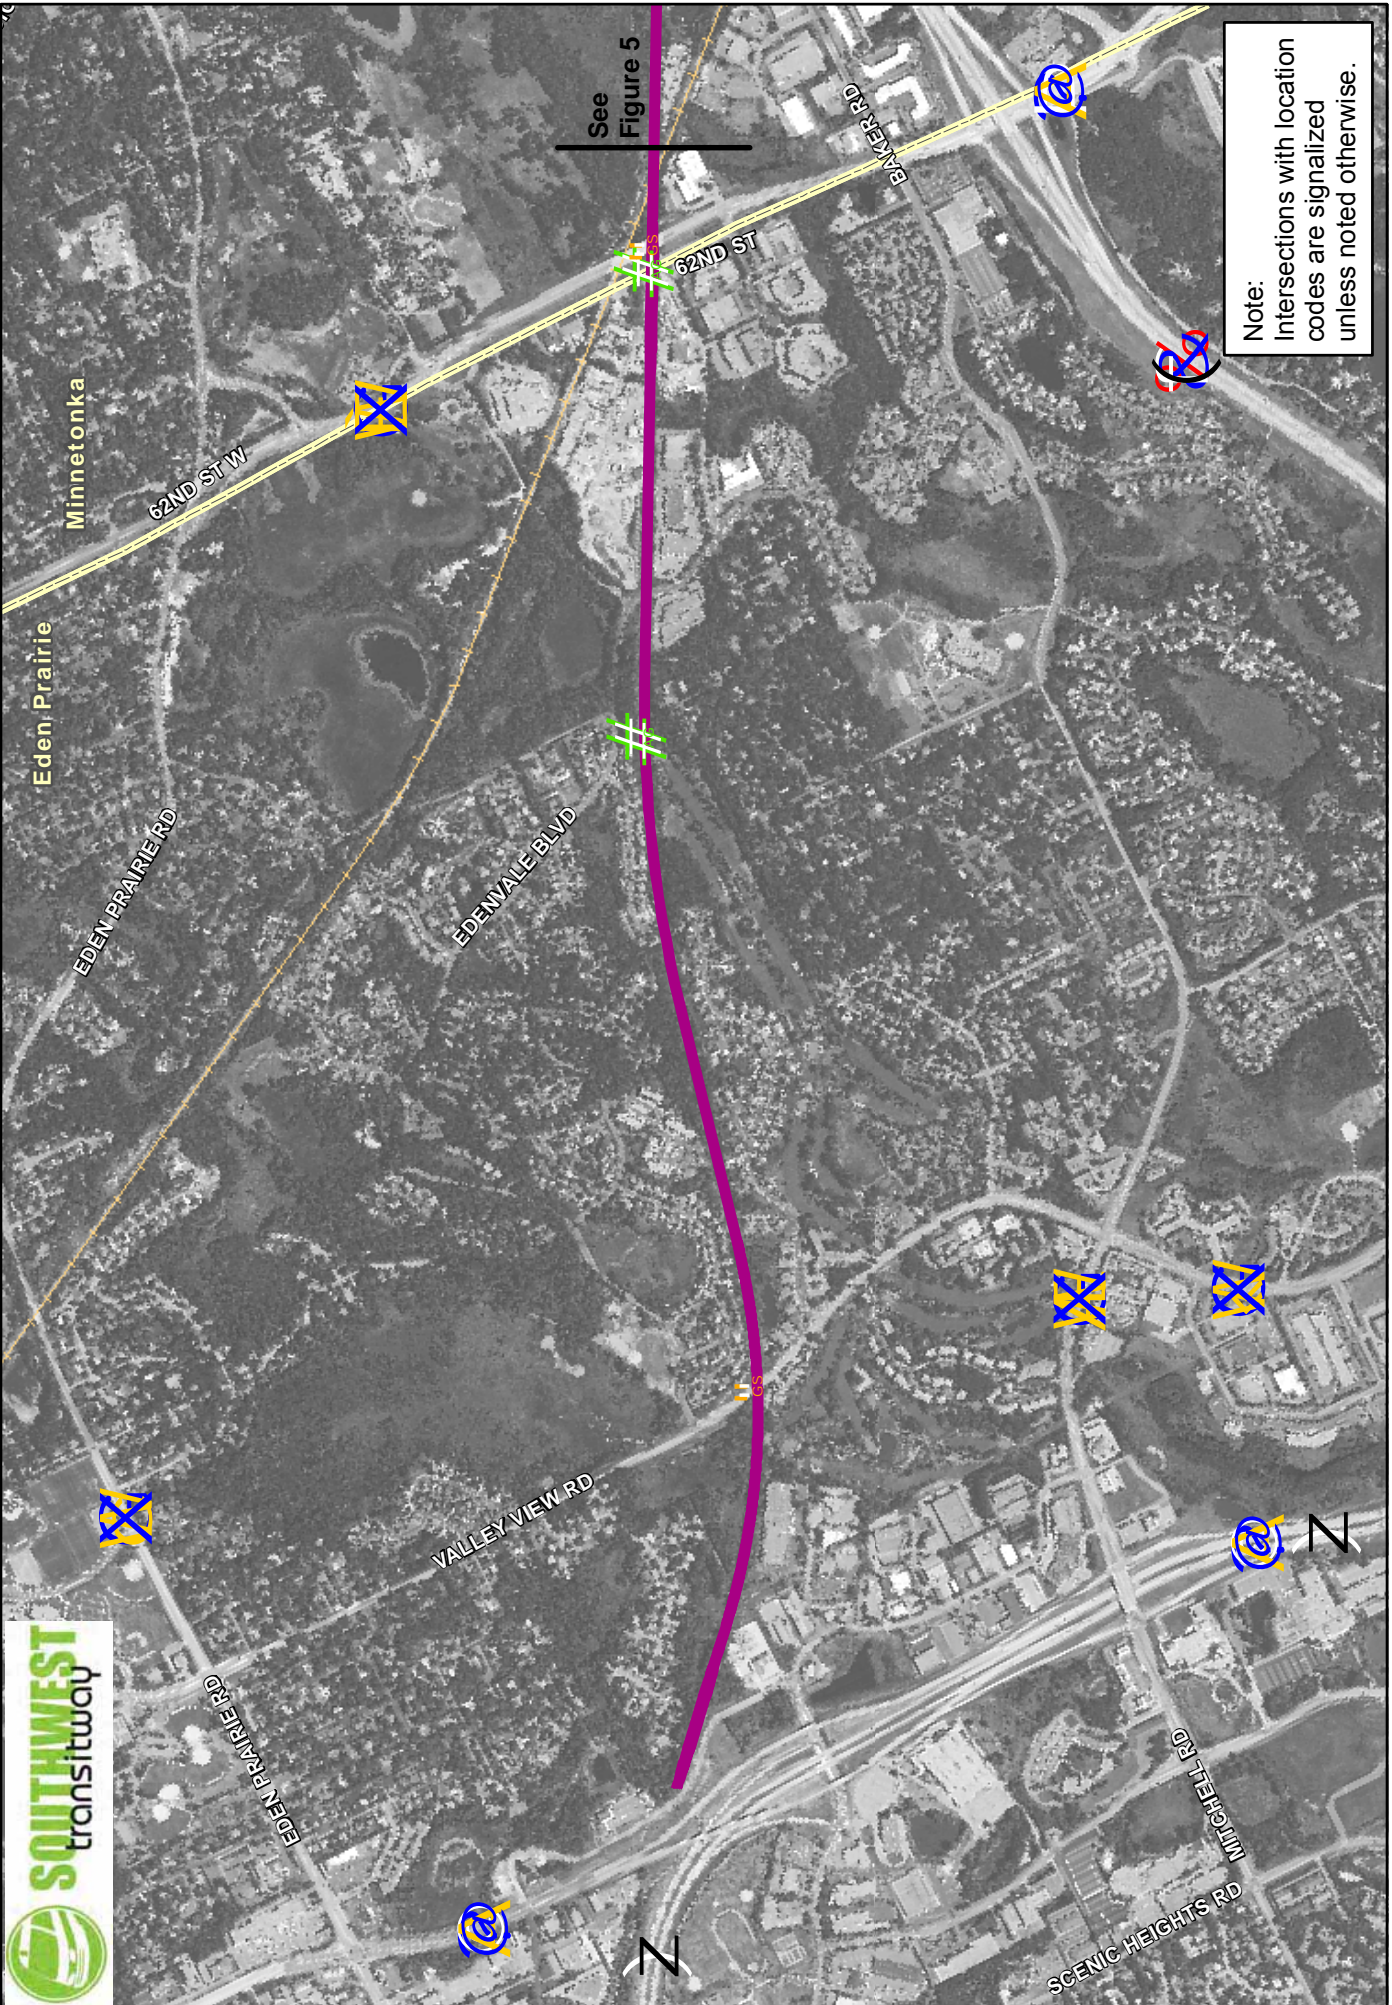 SOUTHWEST
transitway
Minnetonka
Eden Prairie
62ND ST W
62ND ST
BAKER RD
See
Figure 5
EDEN PRAIRIE RD
EDENVALE BLVD
VALLEY VIEW RD
EDEN PRAIRIE RD
MITCHELL RD
SCENIC HEIGHTS RD
GS
GS
Note:
Intersections with location
codes are signalized
unless noted otherwise.